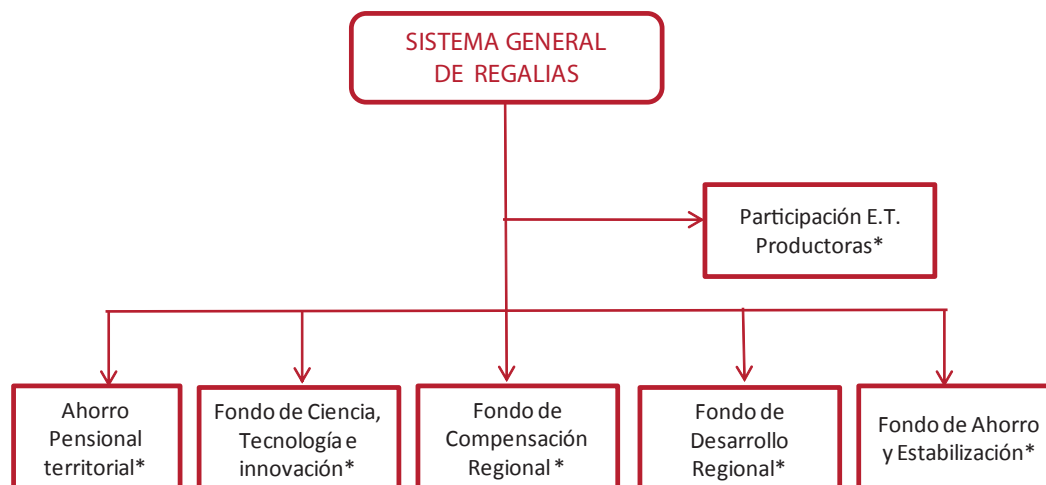 SISTEMA GENERAL
DE REGALIAS
Participación E.T.
Productoras*
Ahorro
Pensional
territorial*
Fondo de Ciencia,
Tecnología e
innovación*
Fondo de
Compensación
Regional *
Fondo de
Desarrollo
Regional*
Fondo de Ahorro
y Estabilización*